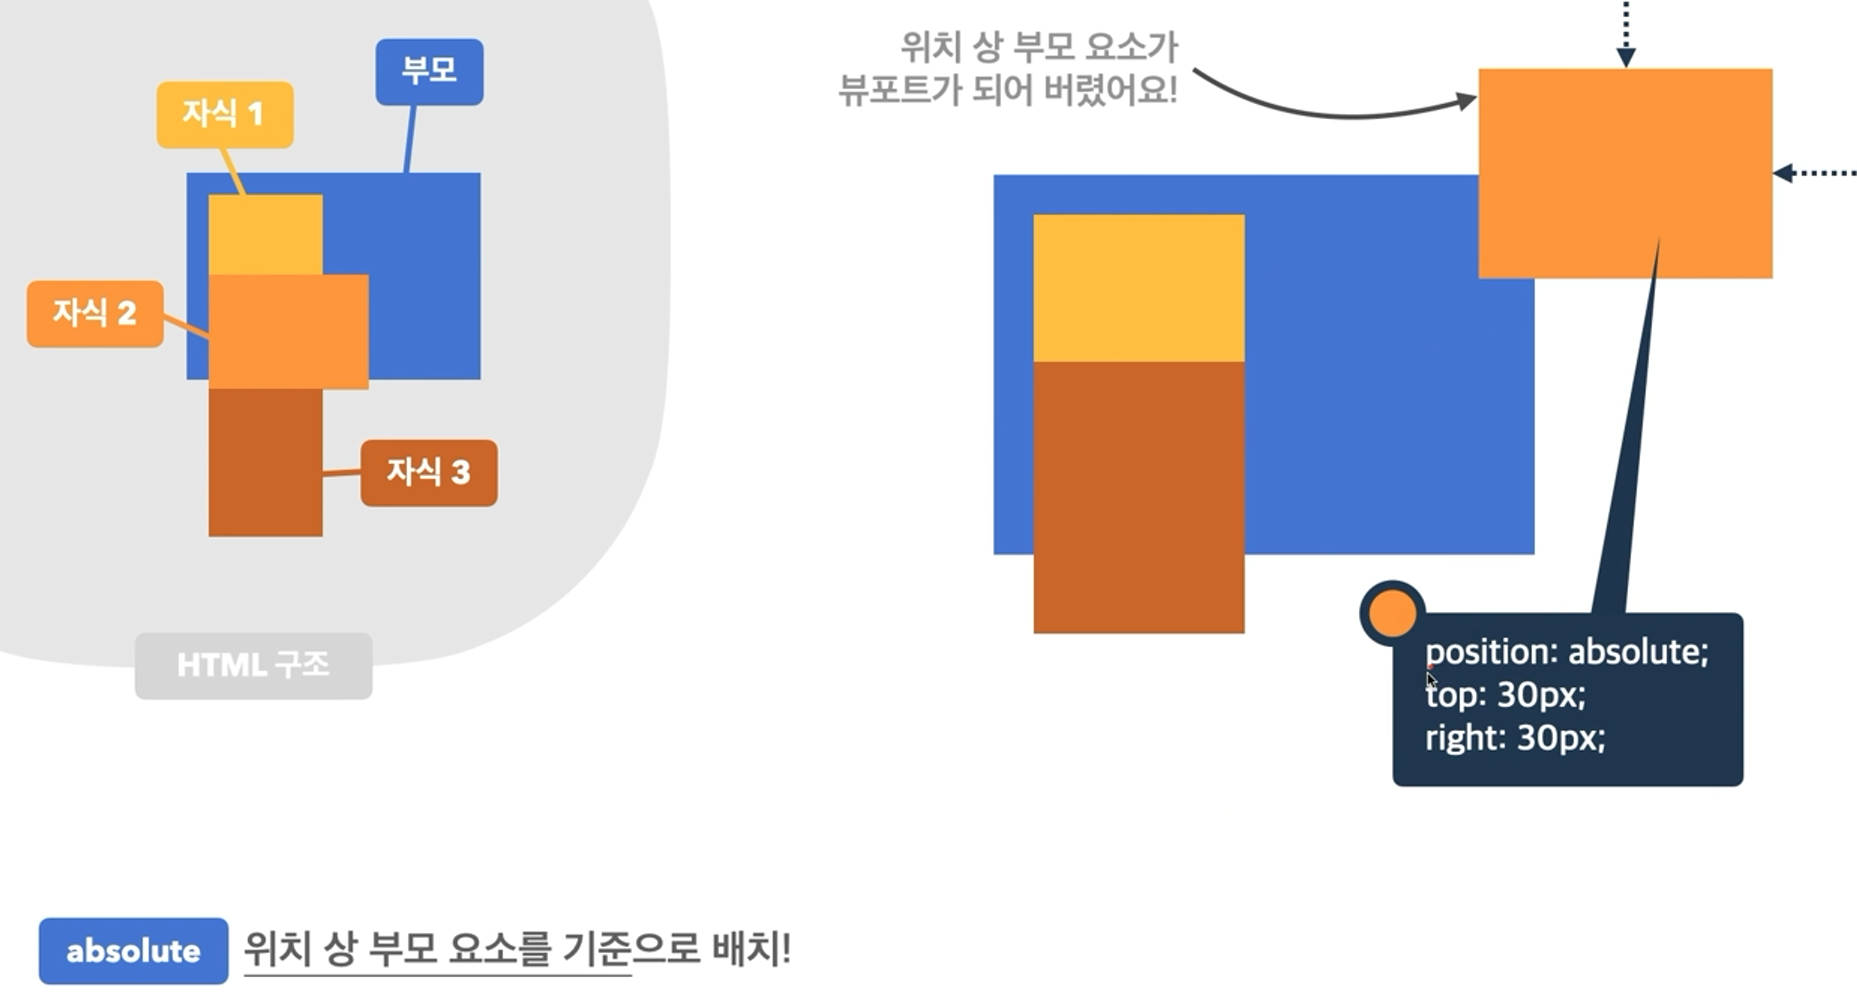 부모
자식 1
자식 2
자식 3
HTML 구조
위치 상 부모 요소가
뷰포트가 되어 버렸어요!
position: absolute;
top: 30px;
right: 30px;
absolute 위치 상 부모 요소를 기준으로 배치!